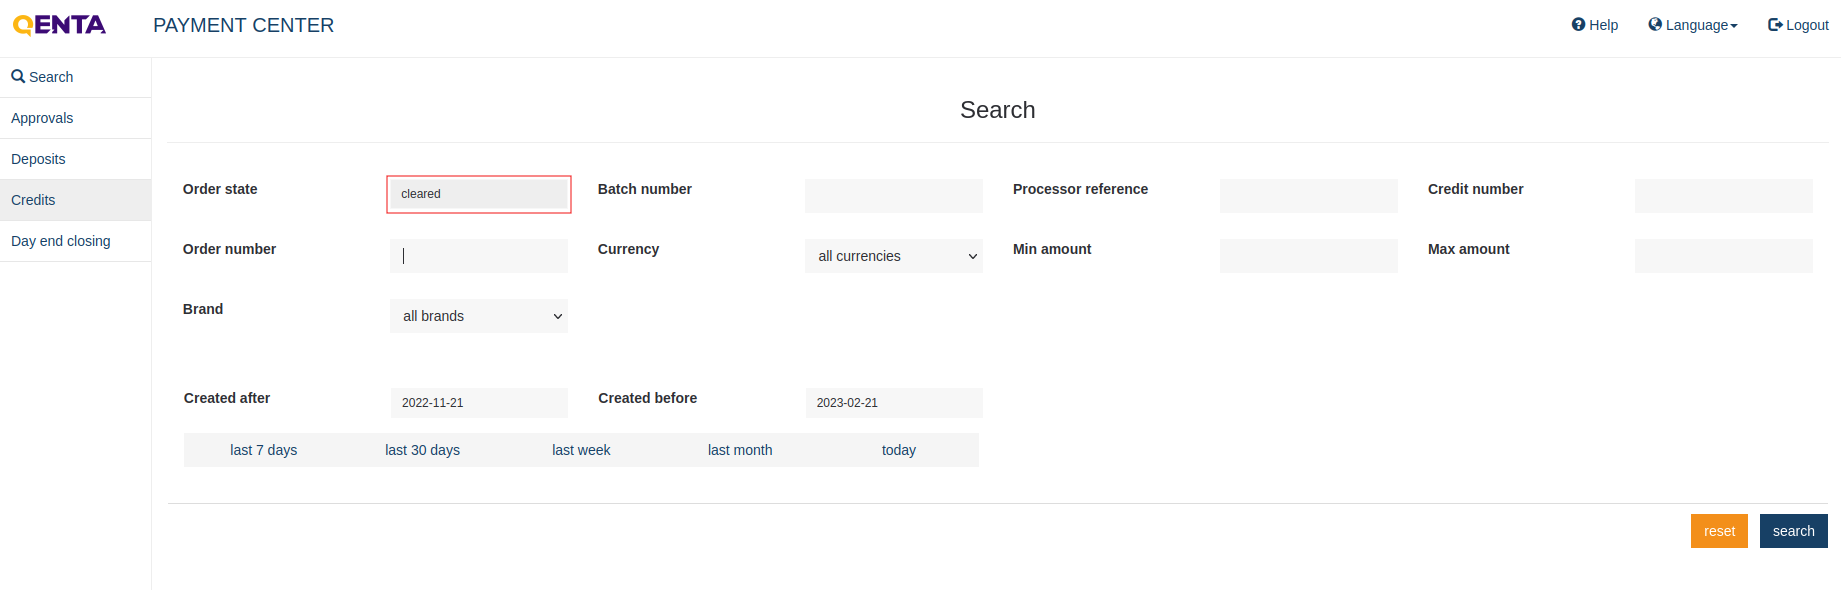 QENTA
PAYMENT CENTER
Help
Language
Logout
Search
Approvals
Deposits
Credits
Day end closing
Search
Order state
cleared
Batch number
Processor reference
Credit number
Order number
Currency
all currencies
Min amount
Max amount
Brand
all brands
Created after
2022-11-21
Created before
2023-02-21
last 7 days
last 30 days
last week
last month
today
reset
search